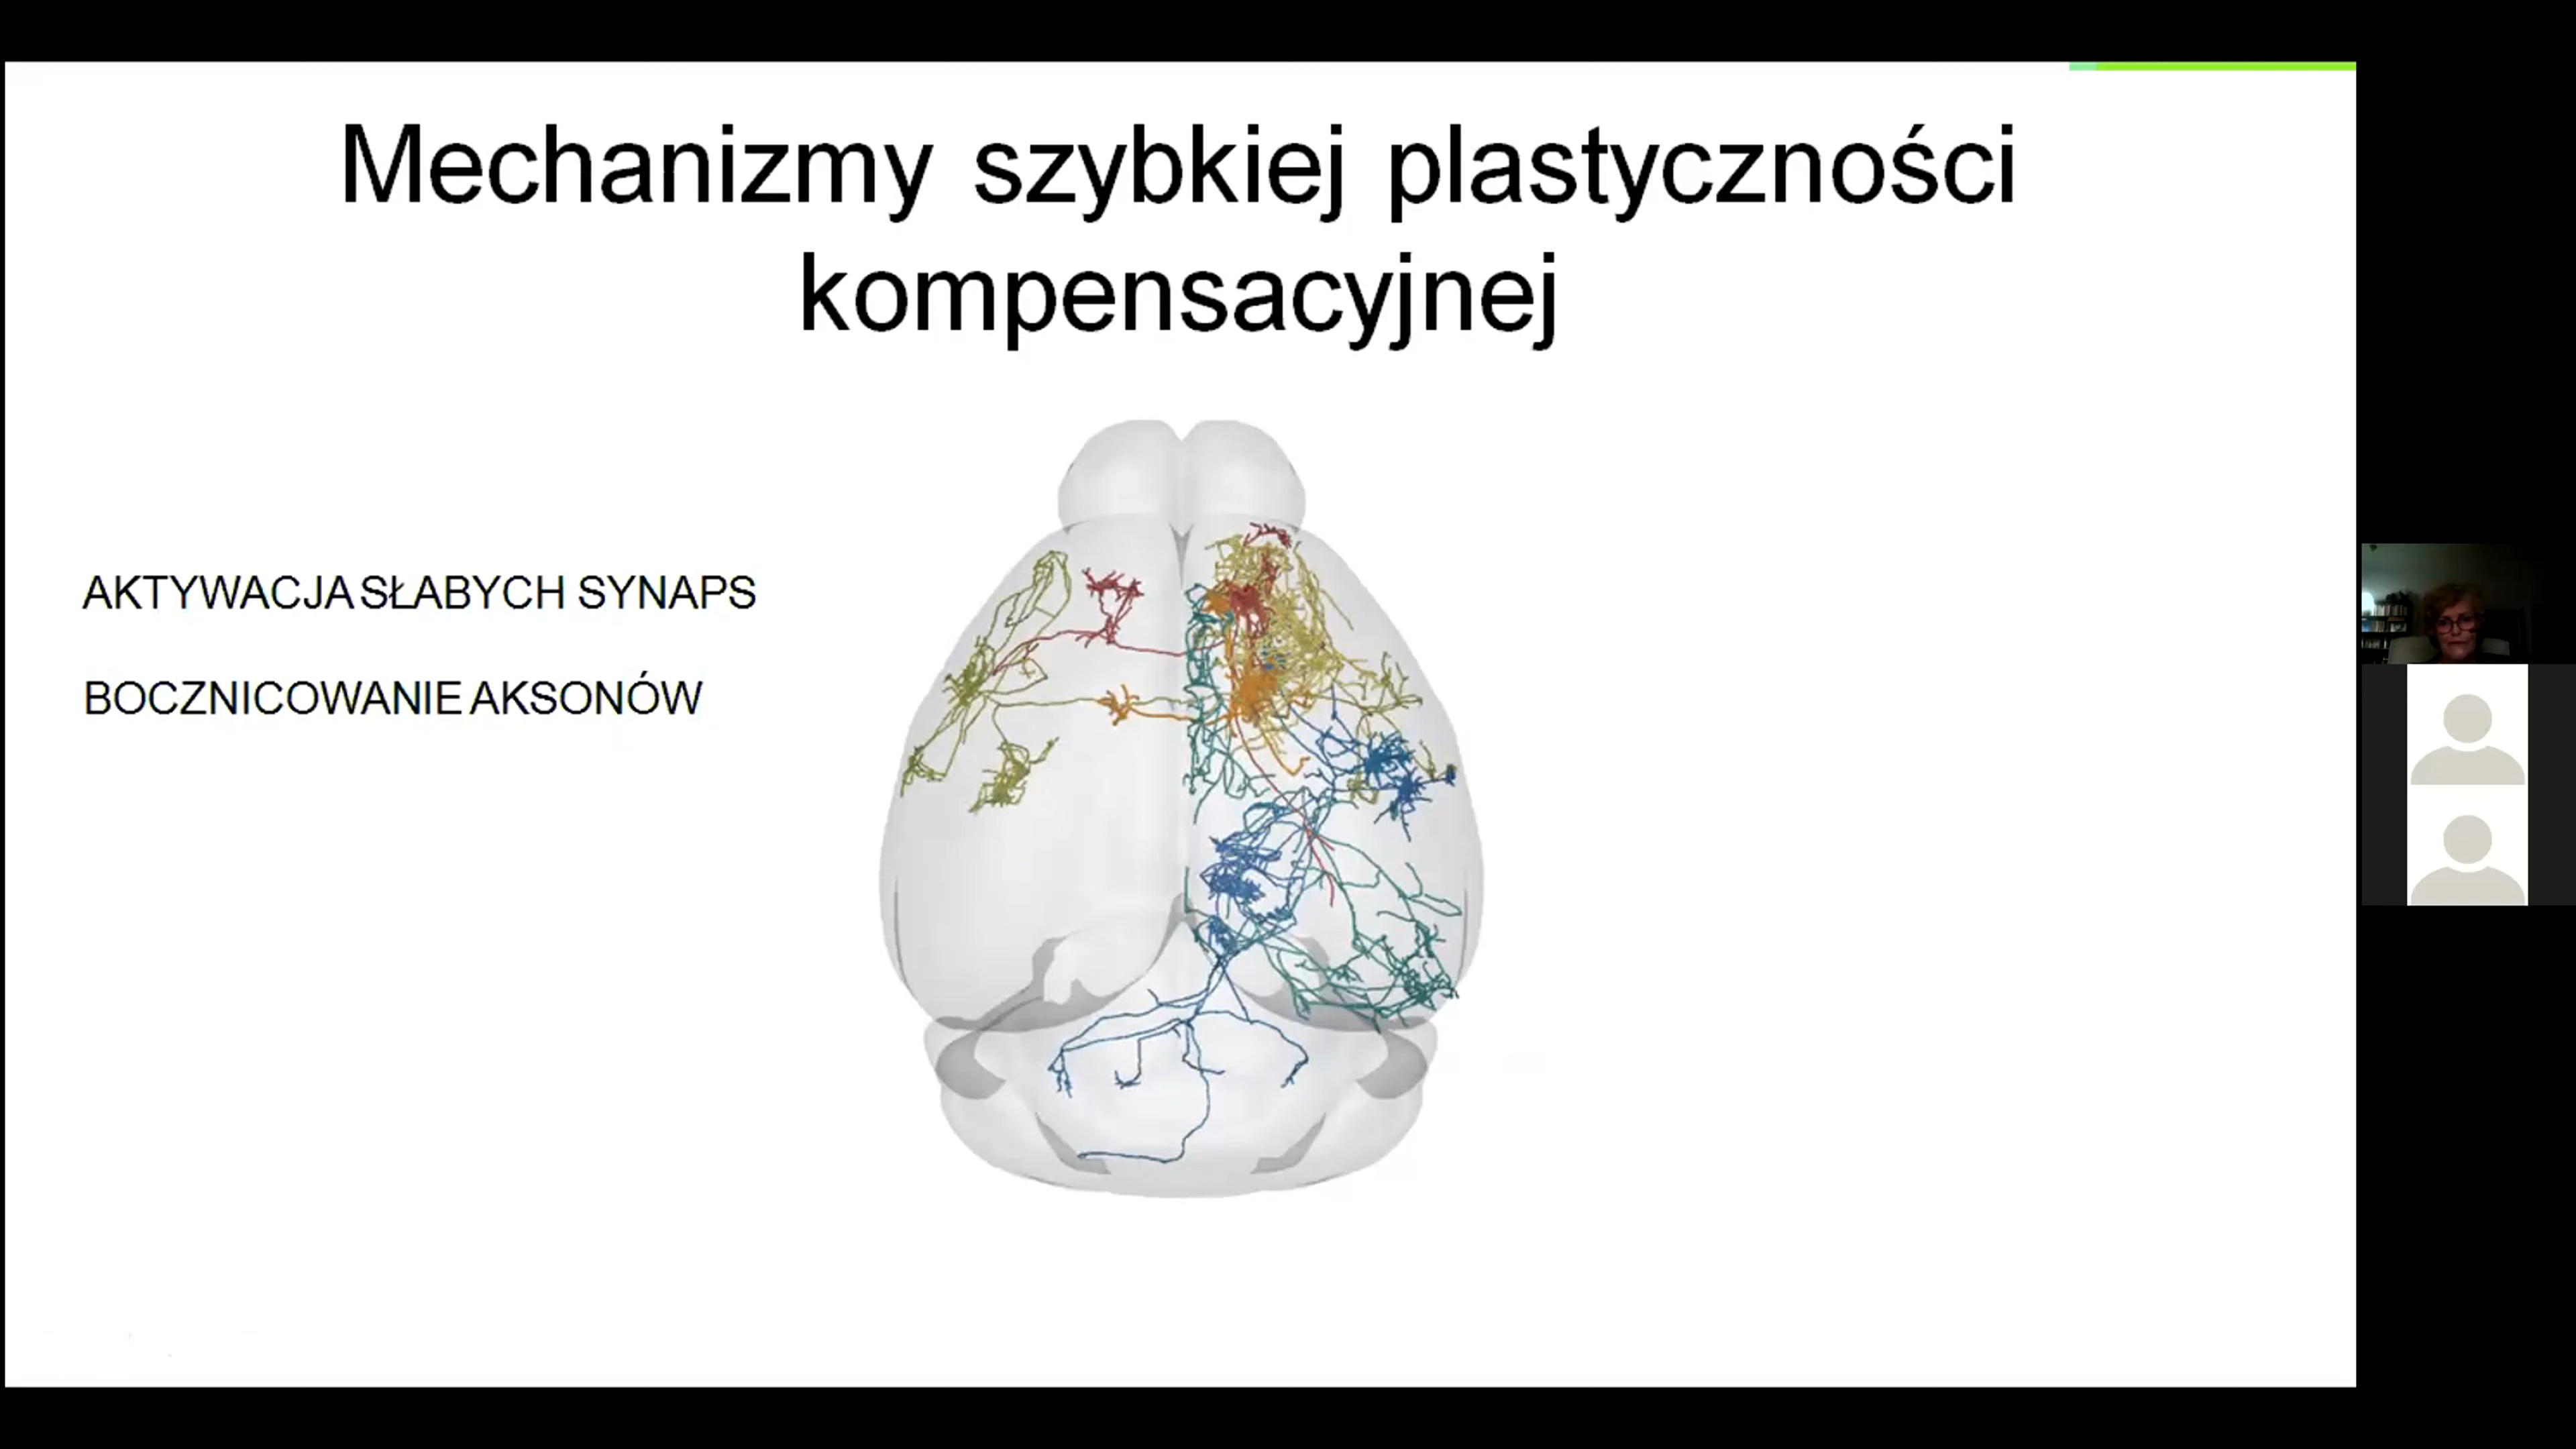 Mechanizmy szybkiej plastyczności
kompensacyjnej
AKTYWACJA SŁABYCH SYNAPS
BOCZNICOWANIE AKSONÓW